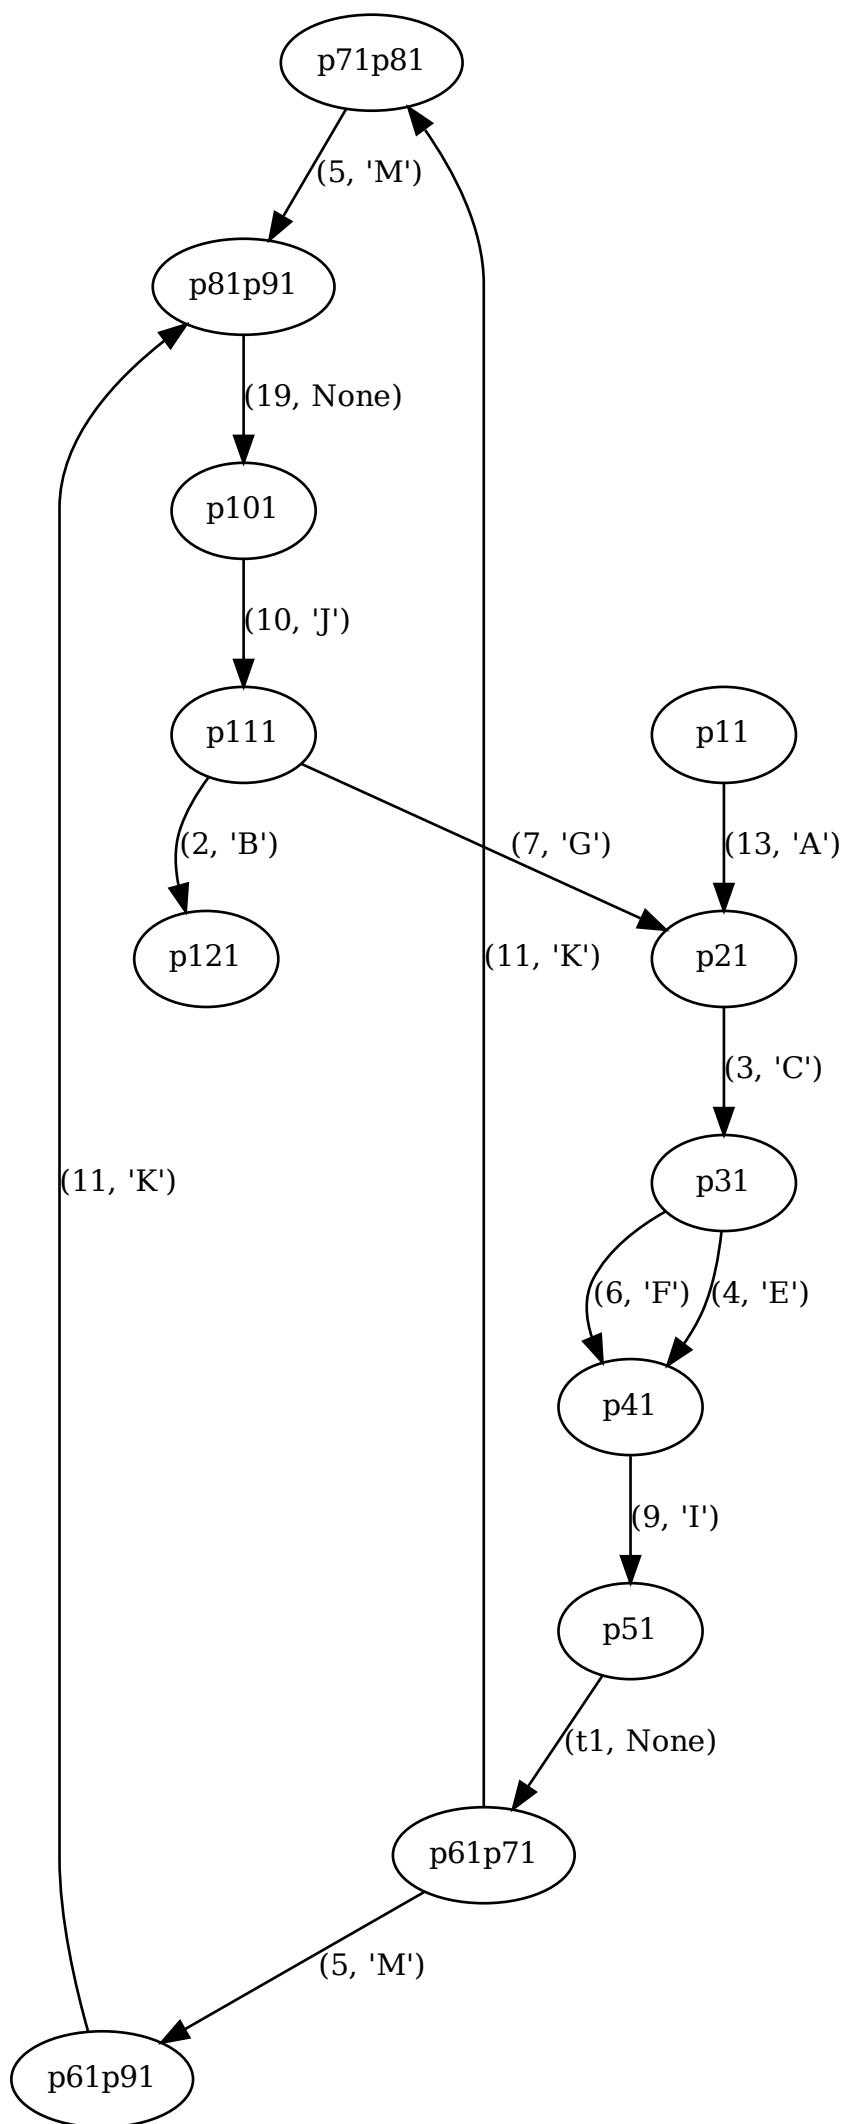 p71p81
(5, 'M')
p81p91
(19, None)
p101
(10, 'J')
p111
p11
(2, 'B')
(7, 'G')
(13, 'A')
p121
(11, 'K')
p21
(3, 'C')
(11, 'K')
p31
(6, 'F')
(4, 'E')
p41
(9, 'I')
p51
(t1, None)
p61p71
(5, 'M')
p61p91